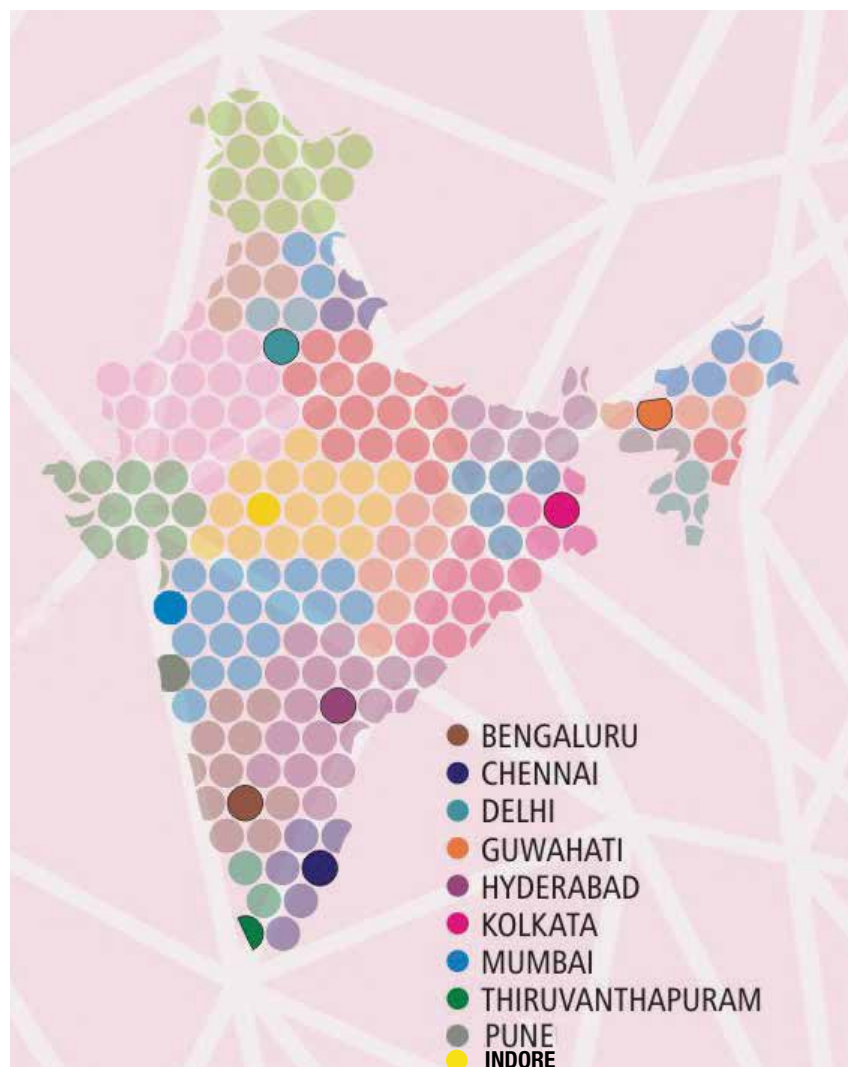 BENGALURU
CHENNAI
DELHI
GUWAHATI
HYDERABAD
KOLKATA
MUMBAI
THIRUVANTHAPURAM
PUNE
INDORE